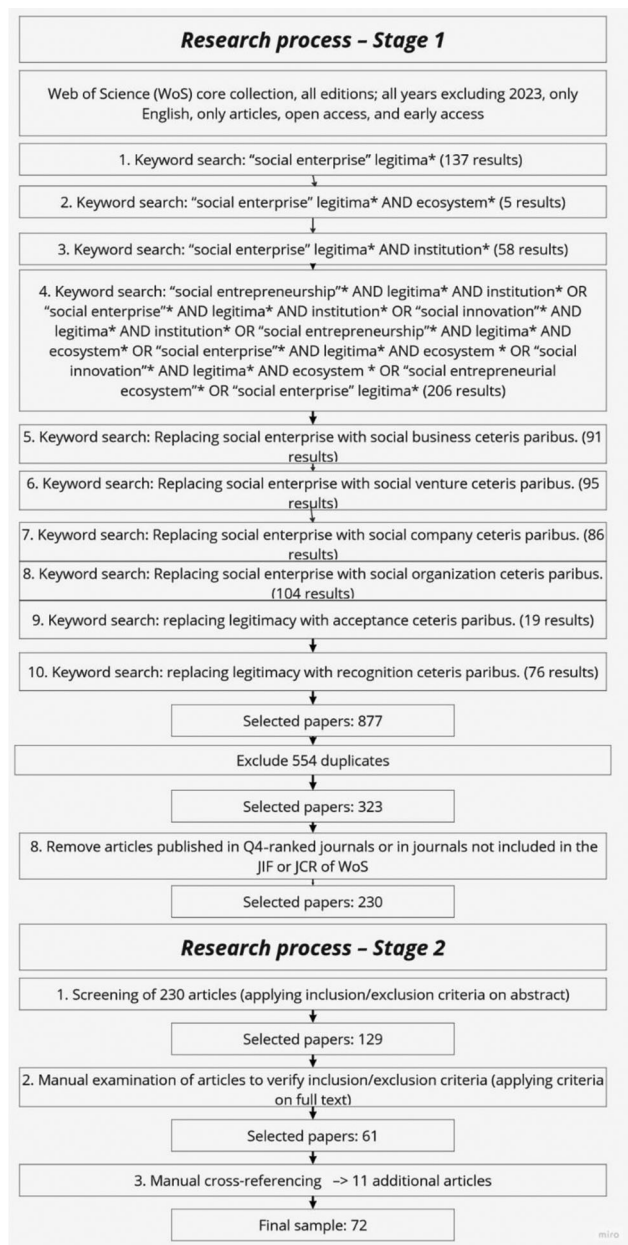 Research process – Stage 1
Web of Science (WoS) core collection, all editions; all years excluding 2023, only
English, only articles, open access, and early access
1. Keyword search: “social enterprise” legitima* (137 results)
2. Keyword search: “social enterprise” legitima* AND ecosystem* (5 results)
3. Keyword search: “social enterprise” legitima* AND institution* (58 results)
4. Keyword search: “social entrepreneurship”* AND legitima* AND institution* OR
“social enterprise”* AND legitima* AND institution* OR “social innovation”* AND
legitima* AND institution* OR “social entrepreneurship”* AND legitima* AND
ecosystem* OR “social enterprise”* AND legitima* AND ecosystem * OR “social
innovation”* AND legitima* AND ecosystem * OR “social entrepreneurial
ecosystem”* OR “social enterprise” legitima* (206 results)
5. Keyword search: Replacing social enterprise with social business ceteris paribus. (91
results)
6. Keyword search: Replacing social enterprise with social venture ceteris paribus. (95
results)
7. Keyword search: Replacing social enterprise with social company ceteris paribus. (86
results)
8. Keyword search: Replacing social enterprise with social organization ceteris paribus.
(104 results)
9. Keyword search: replacing legitimacy with acceptance ceteris paribus. (19 results)
10. Keyword search: replacing legitimacy with recognition ceteris paribus. (76 results)
Selected papers: 877
Exclude 554 duplicates
Selected papers: 323
8. Remove articles published in Q4-ranked journals or in journals not included in the
JIF or JCR of WoS
Selected papers: 230
Research process – Stage 2
1. Screening of 230 articles (applying inclusion/exclusion criteria on abstract)
Selected papers: 129
2. Manual examination of articles to verify inclusion/exclusion criteria (applying criteria
on full text)
Selected papers: 61
3. Manual cross-referencing –> 11 additional articles
Final sample: 72
miro